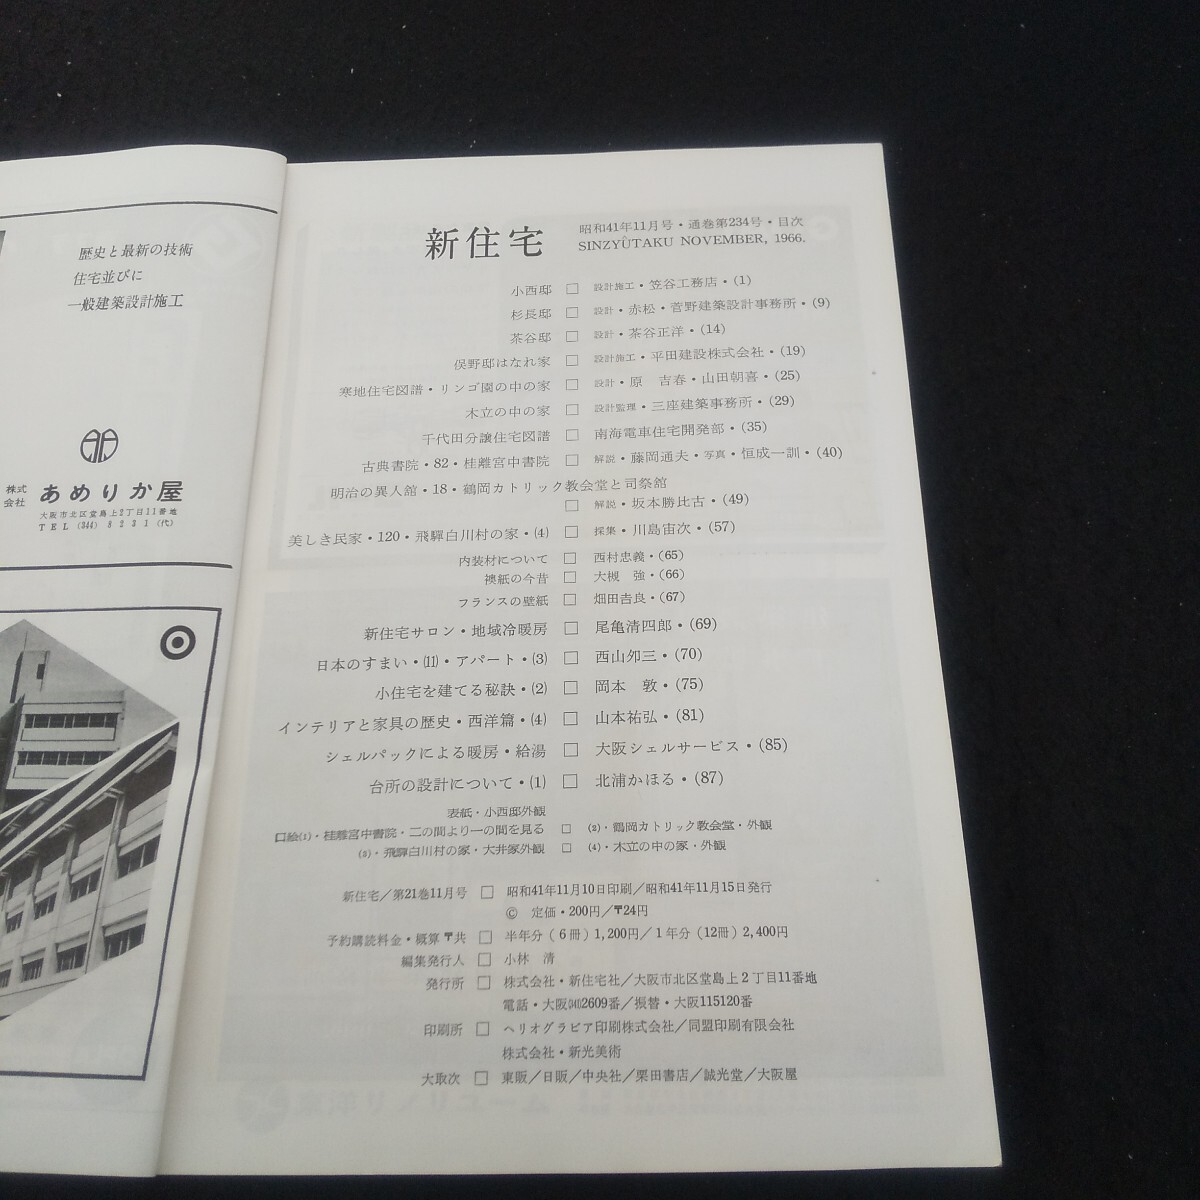 歴史と最新の技術
住宅並びに
一般建築設計施工
株式会社 あめりか屋
大阪市北区堂島上2丁目11番地
TEL (344) 8231 (代)
新住宅
昭和41年11月号・通巻第234号・目次
SINZYÛTAKU NOVEMBER, 1966.
小西邸 □ 設計施工・笠谷工務店・(1)
杉長邸 □ 設計・赤松・菅野建築設計事務所・(9)
茶谷邸 □ 設計・茶谷正洋・(14)
俣野邸はなれ家 □ 設計施工・平田建設株式会社・(19)
寒地住宅図譜・リンゴ園の中の家 □ 設計・原 吉春・山田朝喜・(25)
木立の中の家 □ 設計監理・三座建築事務所・(29)
千代田分譲住宅図譜 □ 南海電車住宅開発部・(35)
古典書院・82・桂離宮中書院 □ 解説・藤岡通夫・写真・恒成一訓・(40)
明治の異人館・18・鶴岡カトリック教会堂と司祭館
□ 解説・坂本勝比古・(49)
美しき民家・120・飛騨白川村の家・(4) □ 採集・川島宙次・(57)
内装材について □ 西村忠義・(65)
襖紙の今昔 □ 大槻 強・(66)
フランスの壁紙 □ 畑田吉良・(67)
新住宅サロン・地域冷暖房 □ 尾亀清四郎・(69)
日本のすまい・(11)・アパート・(3) □ 西山夘三・(70)
小住宅を建てる秘訣・(2) □ 岡本 敦・(75)
インテリアと家具の歴史・西洋篇・(4) □ 山本祐弘・(81)
シェルパックによる暖房・給湯 □ 大阪シェルサービス・(85)
台所の設計について・(1) □ 北浦かほる・(87)
表紙・小西邸外観
口絵(1)・桂離宮中書院・二の間より一の間を見る □ (2)・鶴岡カトリック教会堂・外観
(3)・飛騨白川村の家・大井家外観 □ (4)・木立の中の家・外観
新住宅/第21巻11月号 □ 昭和41年11月10日印刷/昭和41年11月15日発行
© 定価・200円/〒24円
予約購読料金・概算〒共 □ 半年分(6冊)1,200円/1年分(12冊)2,400円
編集発行人 □ 小林 清
発行所 □ 株式会社・新住宅社/大阪市北区堂島上2丁目11番地
電話・大阪(341)2609番/振替・大阪115120番
印刷所 □ ヘリオグラビア印刷株式会社/同盟印刷有限会社
株式会社・新光美術
大取次 □ 東販/日販/中央社/栗田書店/誠光堂/大阪屋